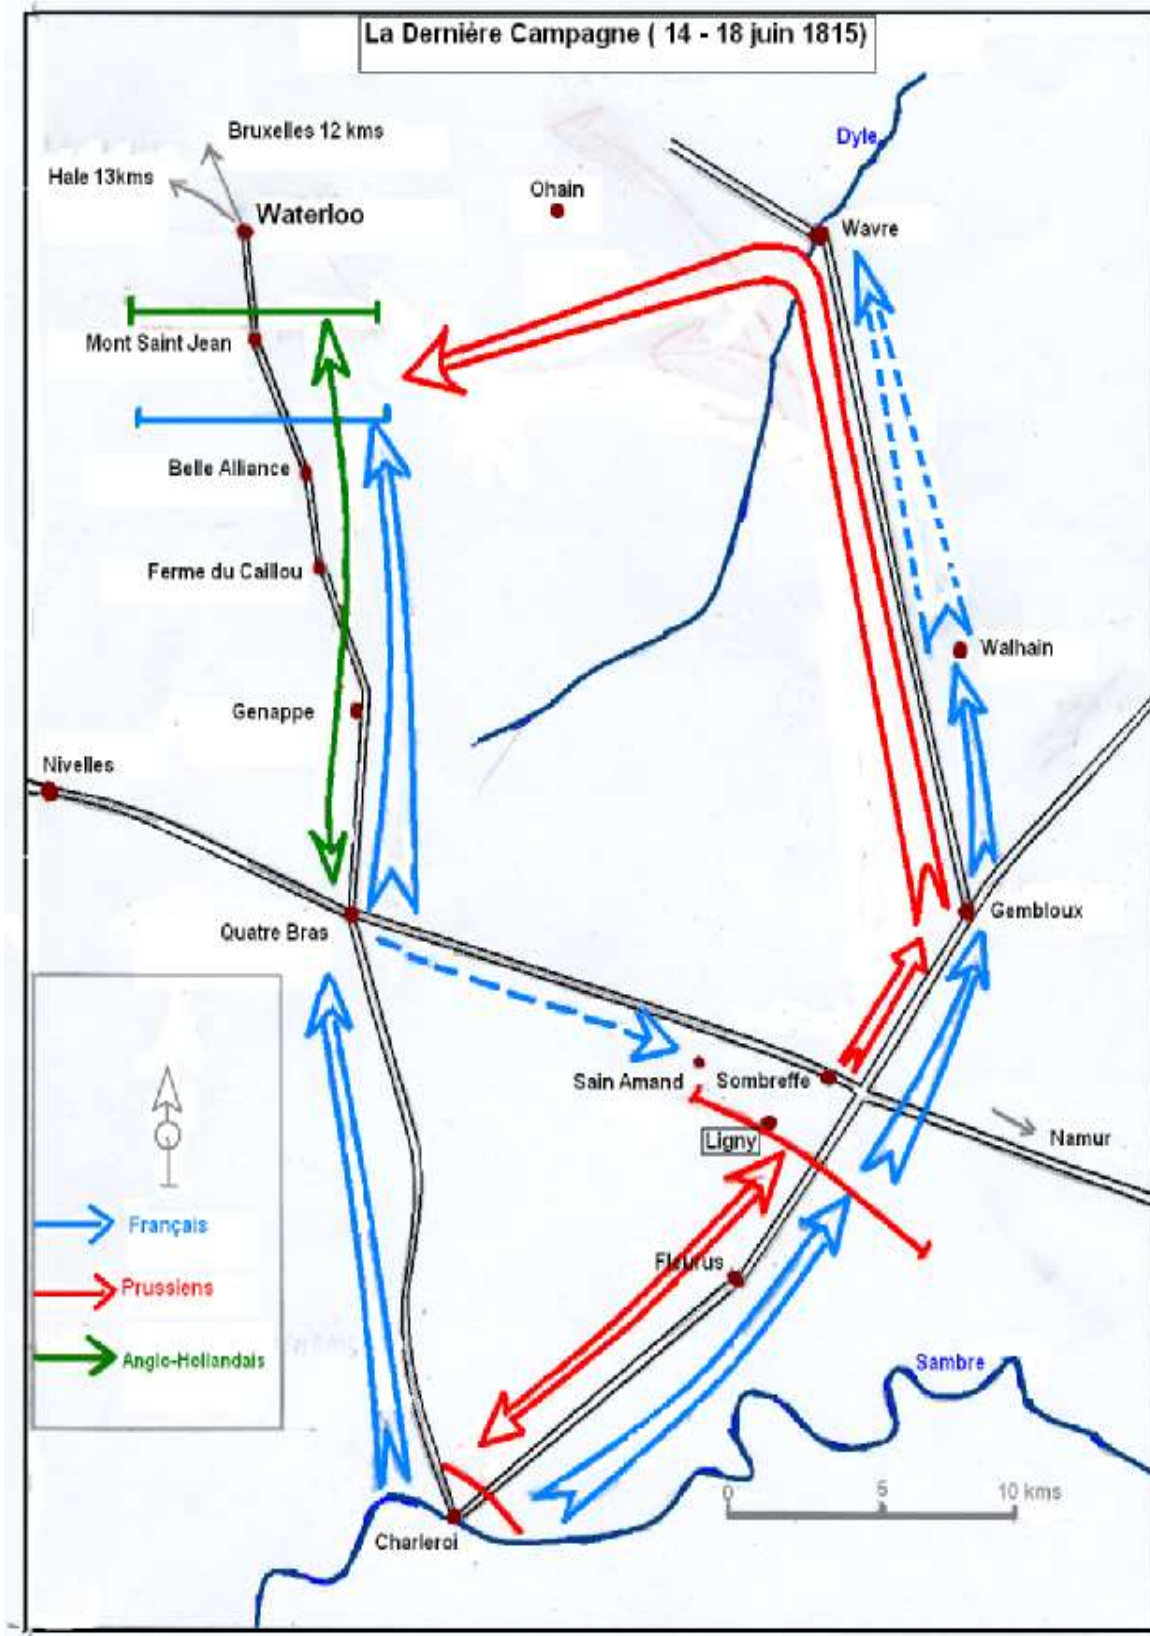 La Dernière Campagne ( 14 - 18 juin 1815)
Bruxelles 12 kms
Dyle
Hale 13kms
Ohain
Waterloo
Wavre
Mont Saint Jean
Belle Alliance
Ferme du Caillou
Walhain
Genappe
Nivelles
Gembloux
Quatre Bras
Sain Amand
Sombreffe
Ligny
Namur
Français
Fleurus
Prussiens
Anglo-Hollandais
Sambre
0 5 10 kms
Charleroi